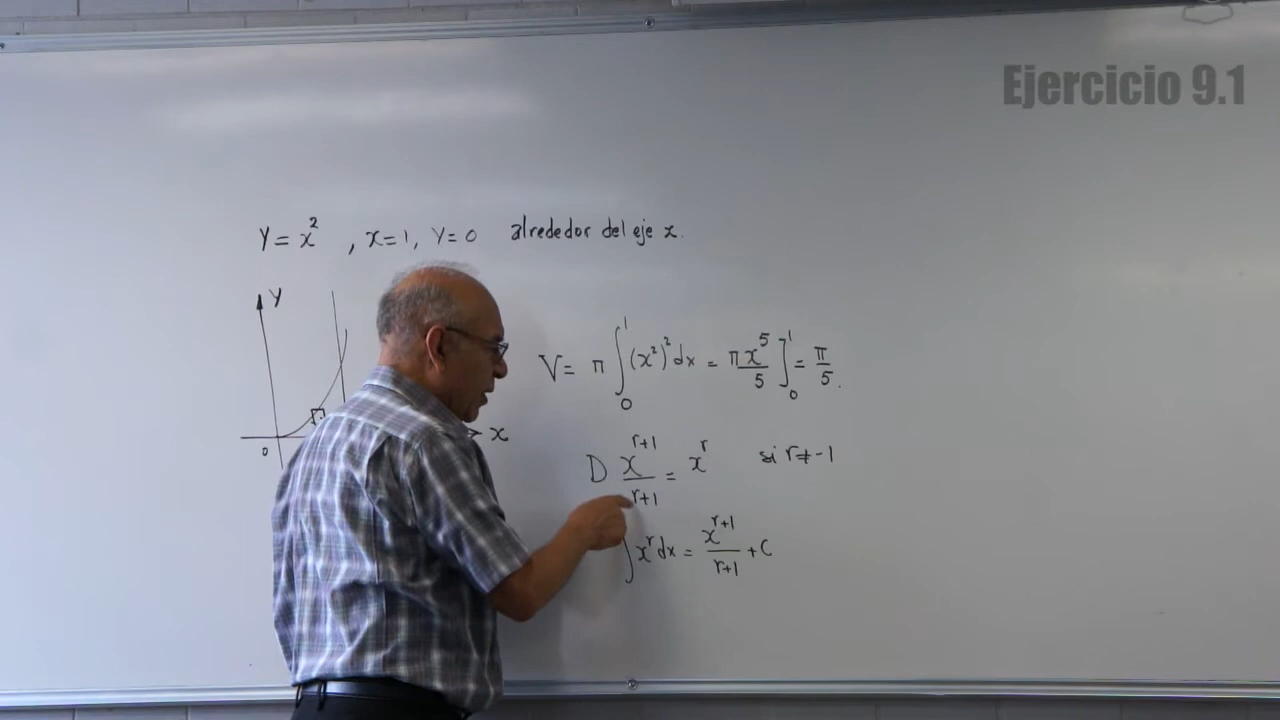 Ejercicio 9.1
y = x² , x=1, y=0 alrededor del eje x.
y
x
0
V = π ∫₀¹ (x²)² dx = πx⁵/5 ]₀¹ = π/5.
D x^(r+1)/(r+1) = x^r si r ≠ -1
∫ x^r dx = x^(r+1)/(r+1) + C